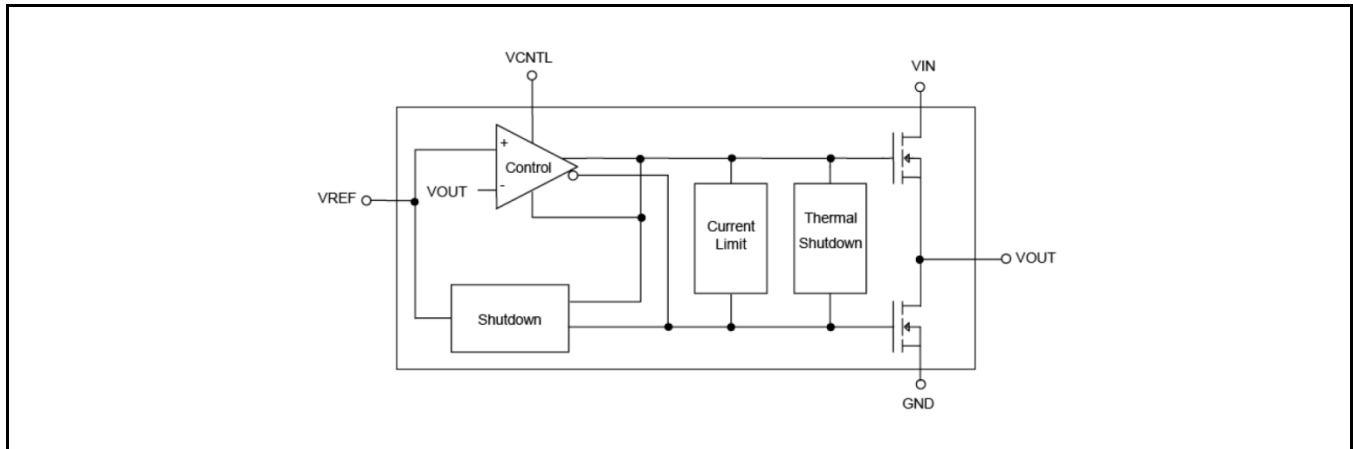 VCNTL
VIN
+
Control
VOUT -
VREF
Current
Limit
Thermal
Shutdown
VOUT
Shutdown
GND